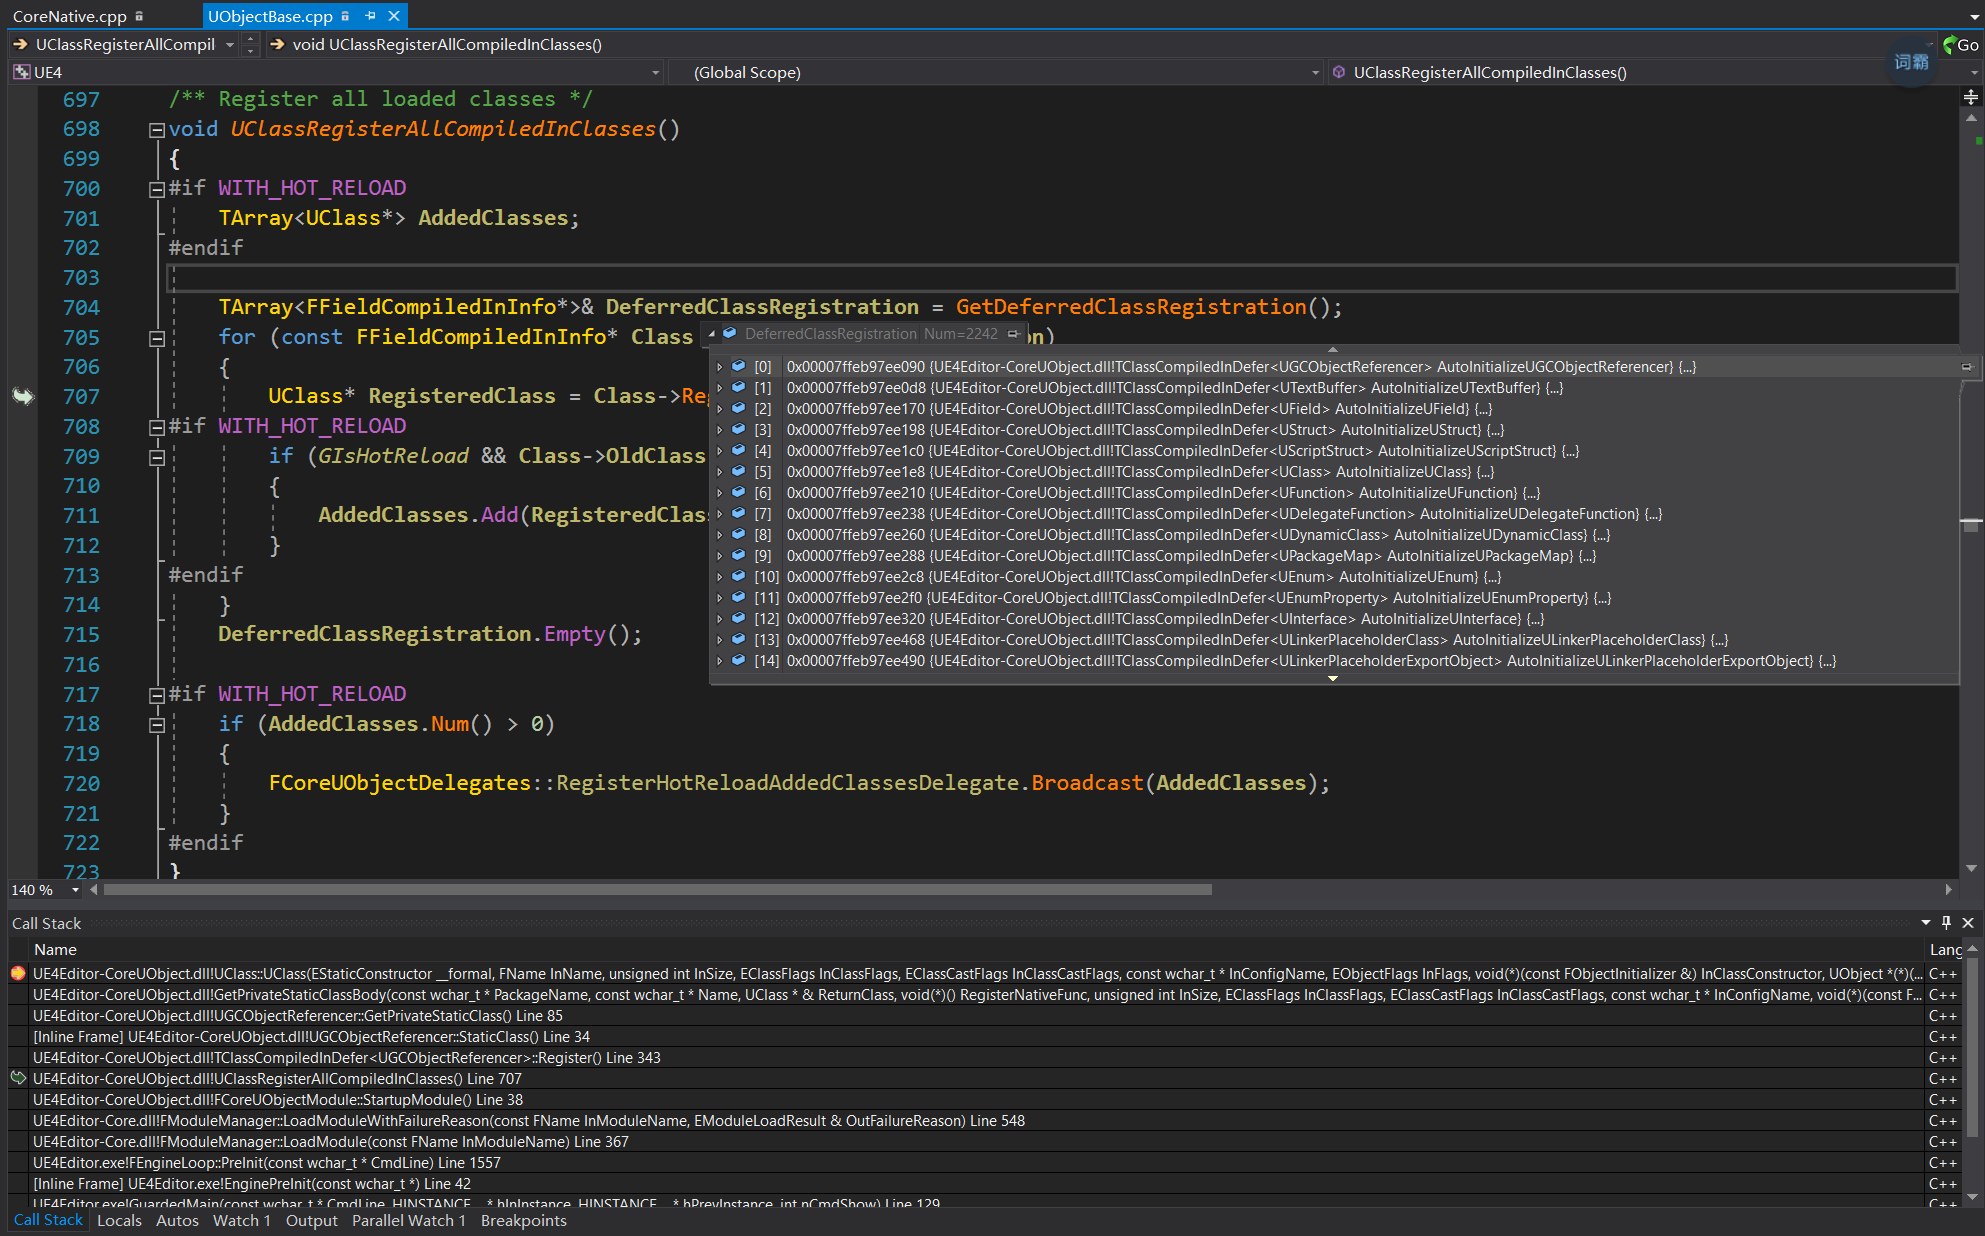 CoreNative.cpp
UObjectBase.cpp
UClassRegisterAllCompil
void UClassRegisterAllCompiledInClasses()
Go
词霸
UE4
(Global Scope)
UClassRegisterAllCompiledInClasses()
697 /** Register all loaded classes */
698 void UClassRegisterAllCompiledInClasses()
699 {
700 #if WITH_HOT_RELOAD
701 TArray<UClass*> AddedClasses;
702 #endif
703
704 TArray<FFieldCompiledInInfo*>& DeferredClassRegistration = GetDeferredClassRegistration();
705 for (const FFieldCompiledInInfo* Class
n)
DeferredClassRegistration Num=2242
706 {
707 UClass* RegisteredClass = Class->Reg
708 #if WITH_HOT_RELOAD
709 if (GIsHotReload && Class->OldClass
710 {
711 AddedClasses.Add(RegisteredClas
712 }
713 #endif
714 }
715 DeferredClassRegistration.Empty();
716
717 #if WITH_HOT_RELOAD
718 if (AddedClasses.Num() > 0)
719 {
720 FCoreUObjectDelegates::RegisterHotReloadAddedClassesDelegate.Broadcast(AddedClasses);
721 }
722 #endif
723 }
[0] 0x00007ffeb97ee090 {UE4Editor-CoreUObject.dll!TClassCompiledInDefer<UGCObjectReferencer> AutoInitializeUGCObjectReferencer} {...}
[1] 0x00007ffeb97ee0d8 {UE4Editor-CoreUObject.dll!TClassCompiledInDefer<UTextBuffer> AutoInitializeUTextBuffer} {...}
[2] 0x00007ffeb97ee170 {UE4Editor-CoreUObject.dll!TClassCompiledInDefer<UField> AutoInitializeUField} {...}
[3] 0x00007ffeb97ee198 {UE4Editor-CoreUObject.dll!TClassCompiledInDefer<UStruct> AutoInitializeUStruct} {...}
[4] 0x00007ffeb97ee1c0 {UE4Editor-CoreUObject.dll!TClassCompiledInDefer<UScriptStruct> AutoInitializeUScriptStruct} {...}
[5] 0x00007ffeb97ee1e8 {UE4Editor-CoreUObject.dll!TClassCompiledInDefer<UClass> AutoInitializeUClass} {...}
[6] 0x00007ffeb97ee210 {UE4Editor-CoreUObject.dll!TClassCompiledInDefer<UFunction> AutoInitializeUFunction} {...}
[7] 0x00007ffeb97ee238 {UE4Editor-CoreUObject.dll!TClassCompiledInDefer<UDelegateFunction> AutoInitializeUDelegateFunction} {...}
[8] 0x00007ffeb97ee260 {UE4Editor-CoreUObject.dll!TClassCompiledInDefer<UDynamicClass> AutoInitializeUDynamicClass} {...}
[9] 0x00007ffeb97ee288 {UE4Editor-CoreUObject.dll!TClassCompiledInDefer<UPackageMap> AutoInitializeUPackageMap} {...}
[10] 0x00007ffeb97ee2c8 {UE4Editor-CoreUObject.dll!TClassCompiledInDefer<UEnum> AutoInitializeUEnum} {...}
[11] 0x00007ffeb97ee2f0 {UE4Editor-CoreUObject.dll!TClassCompiledInDefer<UEnumProperty> AutoInitializeUEnumProperty} {...}
[12] 0x00007ffeb97ee320 {UE4Editor-CoreUObject.dll!TClassCompiledInDefer<UInterface> AutoInitializeUInterface} {...}
[13] 0x00007ffeb97ee468 {UE4Editor-CoreUObject.dll!TClassCompiledInDefer<ULinkerPlaceholderClass> AutoInitializeULinkerPlaceholderClass} {...}
[14] 0x00007ffeb97ee490 {UE4Editor-CoreUObject.dll!TClassCompiledInDefer<ULinkerPlaceholderExportObject> AutoInitializeULinkerPlaceholderExportObject} {...}
140 %
Call Stack
Name Lang
UE4Editor-CoreUObject.dll!UClass::UClass(EStaticConstructor __formal, FName InName, unsigned int InSize, EClassFlags InClassFlags, EClassCastFlags InClassCastFlags, const wchar_t * InConfigName, EObjectFlags InFlags, void(*)(const FObjectInitializer &) InClassConstructor, UObject *(*)(... C++
UE4Editor-CoreUObject.dll!GetPrivateStaticClassBody(const wchar_t * PackageName, const wchar_t * Name, UClass * & ReturnClass, void(*)() RegisterNativeFunc, unsigned int InSize, EClassFlags InClassFlags, EClassCastFlags InClassCastFlags, const wchar_t * InConfigName, void(*)(const F... C++
UE4Editor-CoreUObject.dll!UGCObjectReferencer::GetPrivateStaticClass() Line 85 C++
[Inline Frame] UE4Editor-CoreUObject.dll!UGCObjectReferencer::StaticClass() Line 34 C++
UE4Editor-CoreUObject.dll!TClassCompiledInDefer<UGCObjectReferencer>::Register() Line 343 C++
UE4Editor-CoreUObject.dll!UClassRegisterAllCompiledInClasses() Line 707 C++
UE4Editor-CoreUObject.dll!FCoreUObjectModule::StartupModule() Line 38 C++
UE4Editor-Core.dll!FModuleManager::LoadModuleWithFailureReason(const FName InModuleName, EModuleLoadResult & OutFailureReason) Line 548 C++
UE4Editor-Core.dll!FModuleManager::LoadModule(const FName InModuleName) Line 367 C++
UE4Editor.exe!FEngineLoop::PreInit(const wchar_t * CmdLine) Line 1557 C++
[Inline Frame] UE4Editor.exe!EnginePreInit(const wchar_t *) Line 42 C++
UE4Editor.exe!GuardedMain(const wchar_t * CmdLine, HINSTANCE__ * hInInstance, HINSTANCE__ * hPrevInstance, int nCmdShow) Line 129 C++
Call Stack Locals Autos Watch 1 Output Parallel Watch 1 Breakpoints